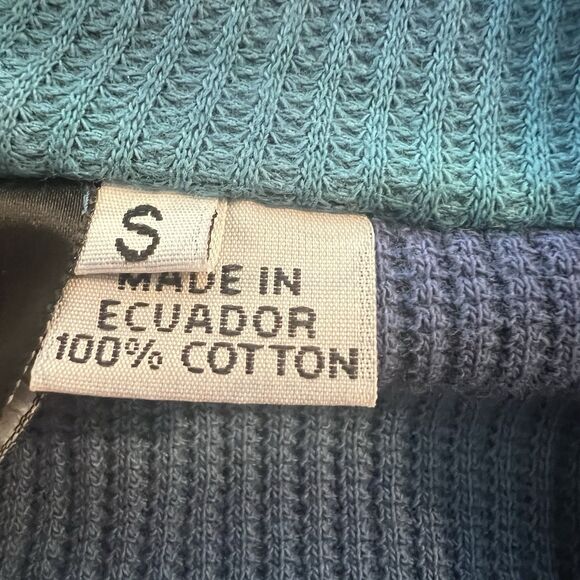 S
MADE IN
ECUADOR
100% COTTON